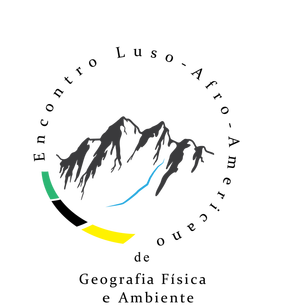 Encontro Luso-Afro-Americano
de
Geografia Física
e Ambiente